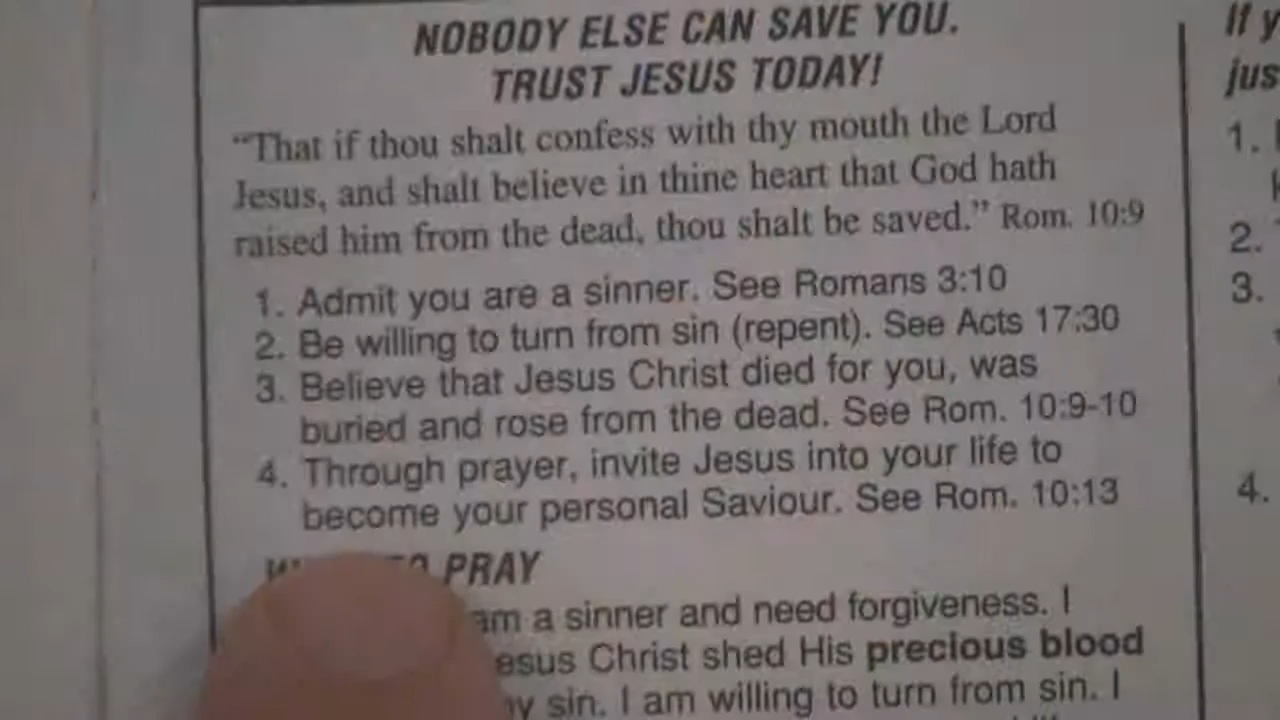 NOBODY ELSE CAN SAVE YOU.
TRUST JESUS TODAY!
“That if thou shalt confess with thy mouth the Lord
Jesus, and shalt believe in thine heart that God hath
raised him from the dead, thou shalt be saved.” Rom. 10:9
1. Admit you are a sinner. See Romans 3:10
2. Be willing to turn from sin (repent). See Acts 17:30
3. Believe that Jesus Christ died for you, was
buried and rose from the dead. See Rom. 10:9-10
4. Through prayer, invite Jesus into your life to
become your personal Saviour. See Rom. 10:13
PRAY
am a sinner and need forgiveness. I
esus Christ shed His precious blood
sin. I am willing to turn from sin. I
If y
jus
1.
2.
3.
4.